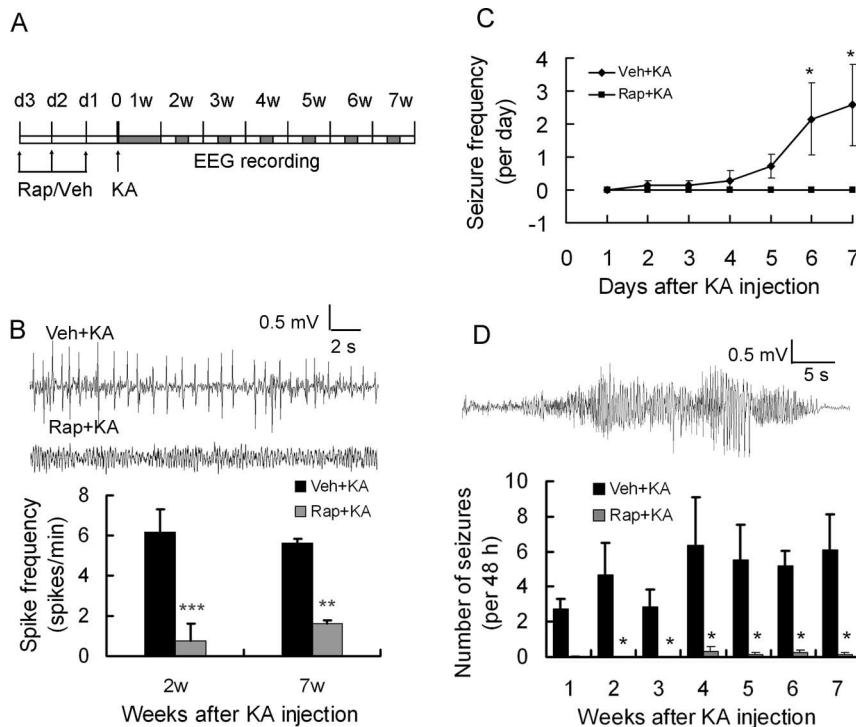 A
d3 d2 d1 0 1w 2w 3w 4w 5w 6w 7w
EEG recording
Rap/Veh KA
B
Veh+KA
0.5 mV
2 s
Rap+KA
Veh+KA
Rap+KA
8
6
4
2
0
Spike frequency
(spikes/min)
***
**
2w 7w
Weeks after KA injection
C
Veh+KA
Rap+KA
* *
4
3
2
1
0
-1
Seizure frequency
(per day)
0 1 2 3 4 5 6 7
Days after KA injection
D
0.5 mV
5 s
Veh+KA
Rap+KA
10
8
6
4
2
0
Number of seizures
(per 48 h)
* * * * * *
1 2 3 4 5 6 7
Weeks after KA injection